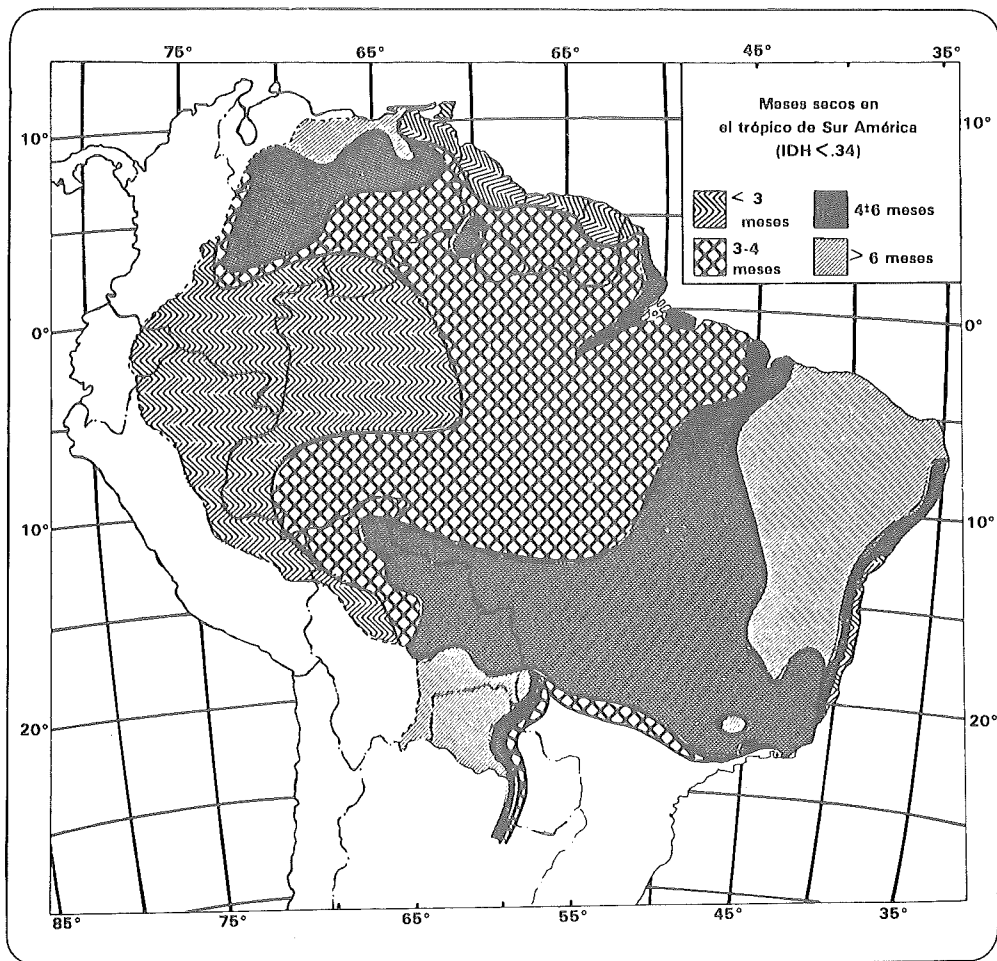 75° 65° 55° 45° 35°
Meses secos en
el trópico de Sur América
(IDH <.34)
< 3
meses
4‡6 meses
3-4
meses
> 6 meses
10° 10°
0° 0°
10° 10°
20° 20°
85° 75° 65° 55° 45° 35°